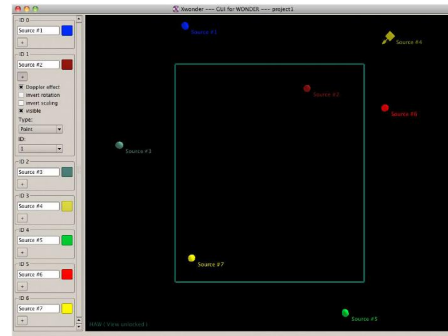 Xwonder --- GUI for WONDER --- project1
ID 0
Source #1
+
ID 1
Source #2
+
Doppler effect
invert rotation
invert scaling
visible
Type:
Point
ID:
1
ID 2
Source #3
+
ID 3
Source #4
+
ID 4
Source #5
+
ID 5
Source #6
+
ID 6
Source #7
+
Source #1
Source #4
Source #2
Source #6
Source #3
Source #7
Source #5